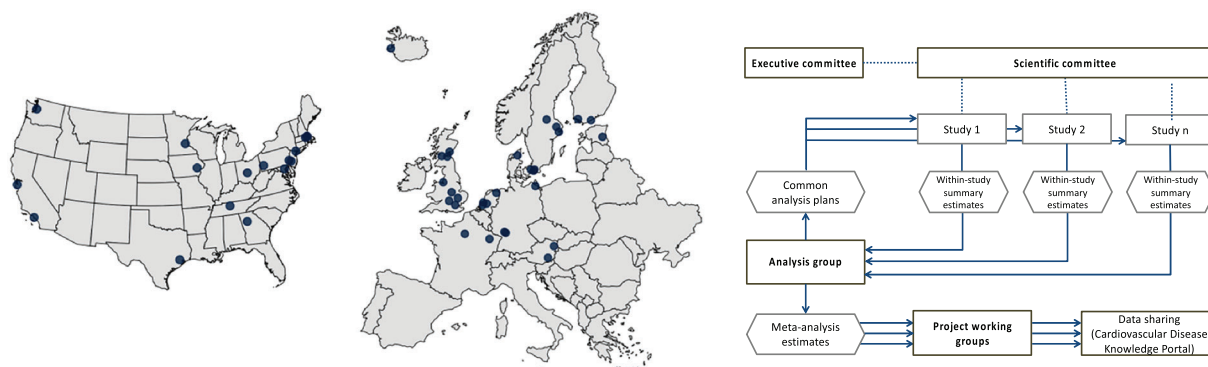 Executive committee
Scientific committee
Study 1
Study 2
Study n
Common
analysis plans
Within-study
summary
estimates
Within-study
summary
estimates
Within-study
summary
estimates
Analysis group
Meta-analysis
estimates
Project working
groups
Data sharing
(Cardiovascular Disease
Knowledge Portal)